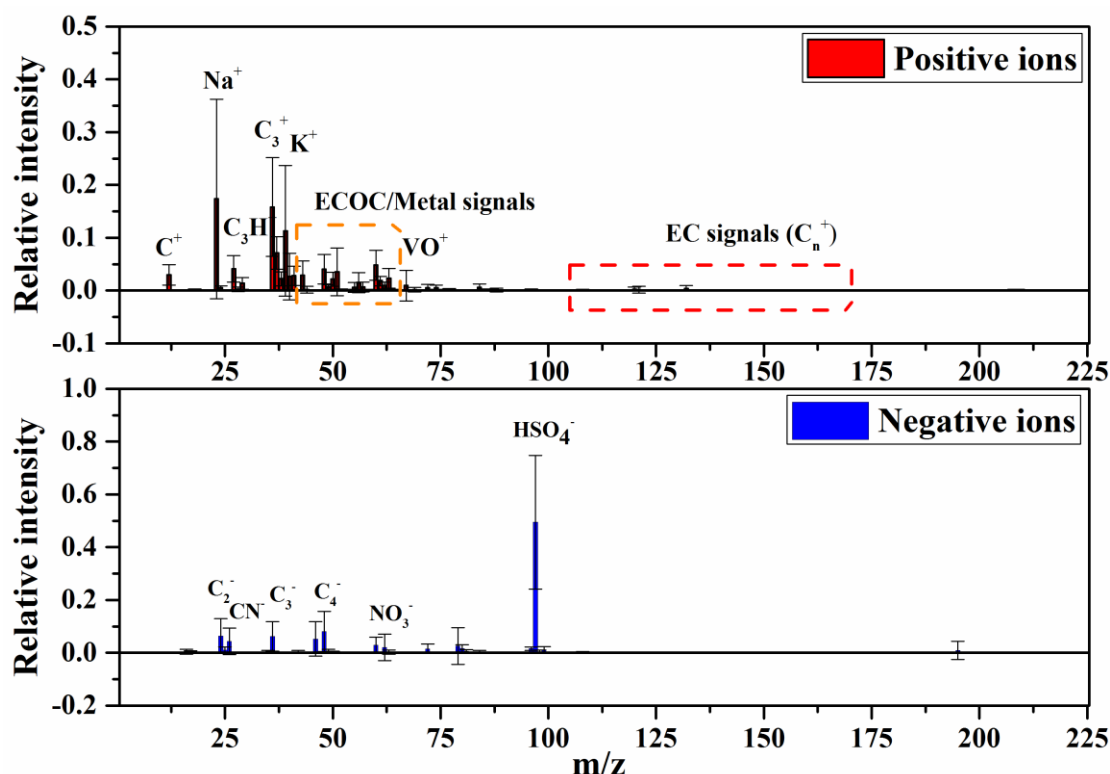 Relative intensity
0.5
0.4
0.3
0.2
0.1
0.0
-0.1
Positive ions
Na⁺
C₃⁺
K⁺
ECOC/Metal signals
C₃H
C⁺
VO⁺
EC signals (Cₙ⁺)
25 50 75 100 125 150 175 200 225
Relative intensity
1.0
0.8
0.6
0.4
0.2
0.0
-0.2
Negative ions
HSO₄⁻
C₂⁻
CN⁻
C₃⁻
C₄⁻
NO₃⁻
25 50 75 100 125 150 175 200 225
m/z